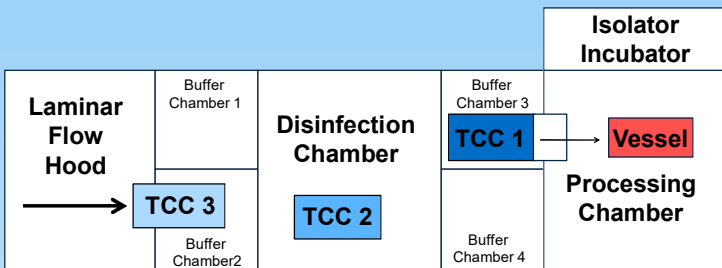 Isolator
Incubator
Laminar
Flow
Hood
Buffer
Chamber 1
Disinfection
Chamber
Buffer
Chamber 3
TCC 1
Vessel
Processing
Chamber
TCC 3
TCC 2
Buffer
Chamber2
Buffer
Chamber 4